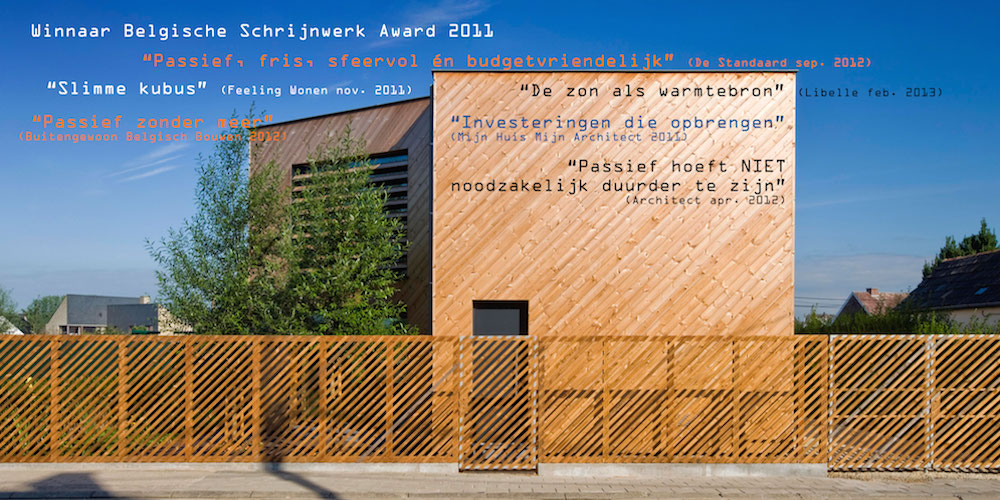 Winnaar Belgische Schrijnwerk Award 2011
“Passief, fris, sfeervol én budgetvriendelijk” (De Standaard sep. 2012)
“Slimme kubus” (Feeling Wonen nov. 2011)
“De zon als warmtebron” (Libelle feb. 2013)
“Passief zonder meer”
(Buitengewoon Belgisch Bouwen 2012)
“Investeringen die opbrengen”
(Mijn Huis Mijn Architect 2011)
“Passief hoeft NIET
noodzakelijk duurder te zijn”
(Architect apr. 2012)